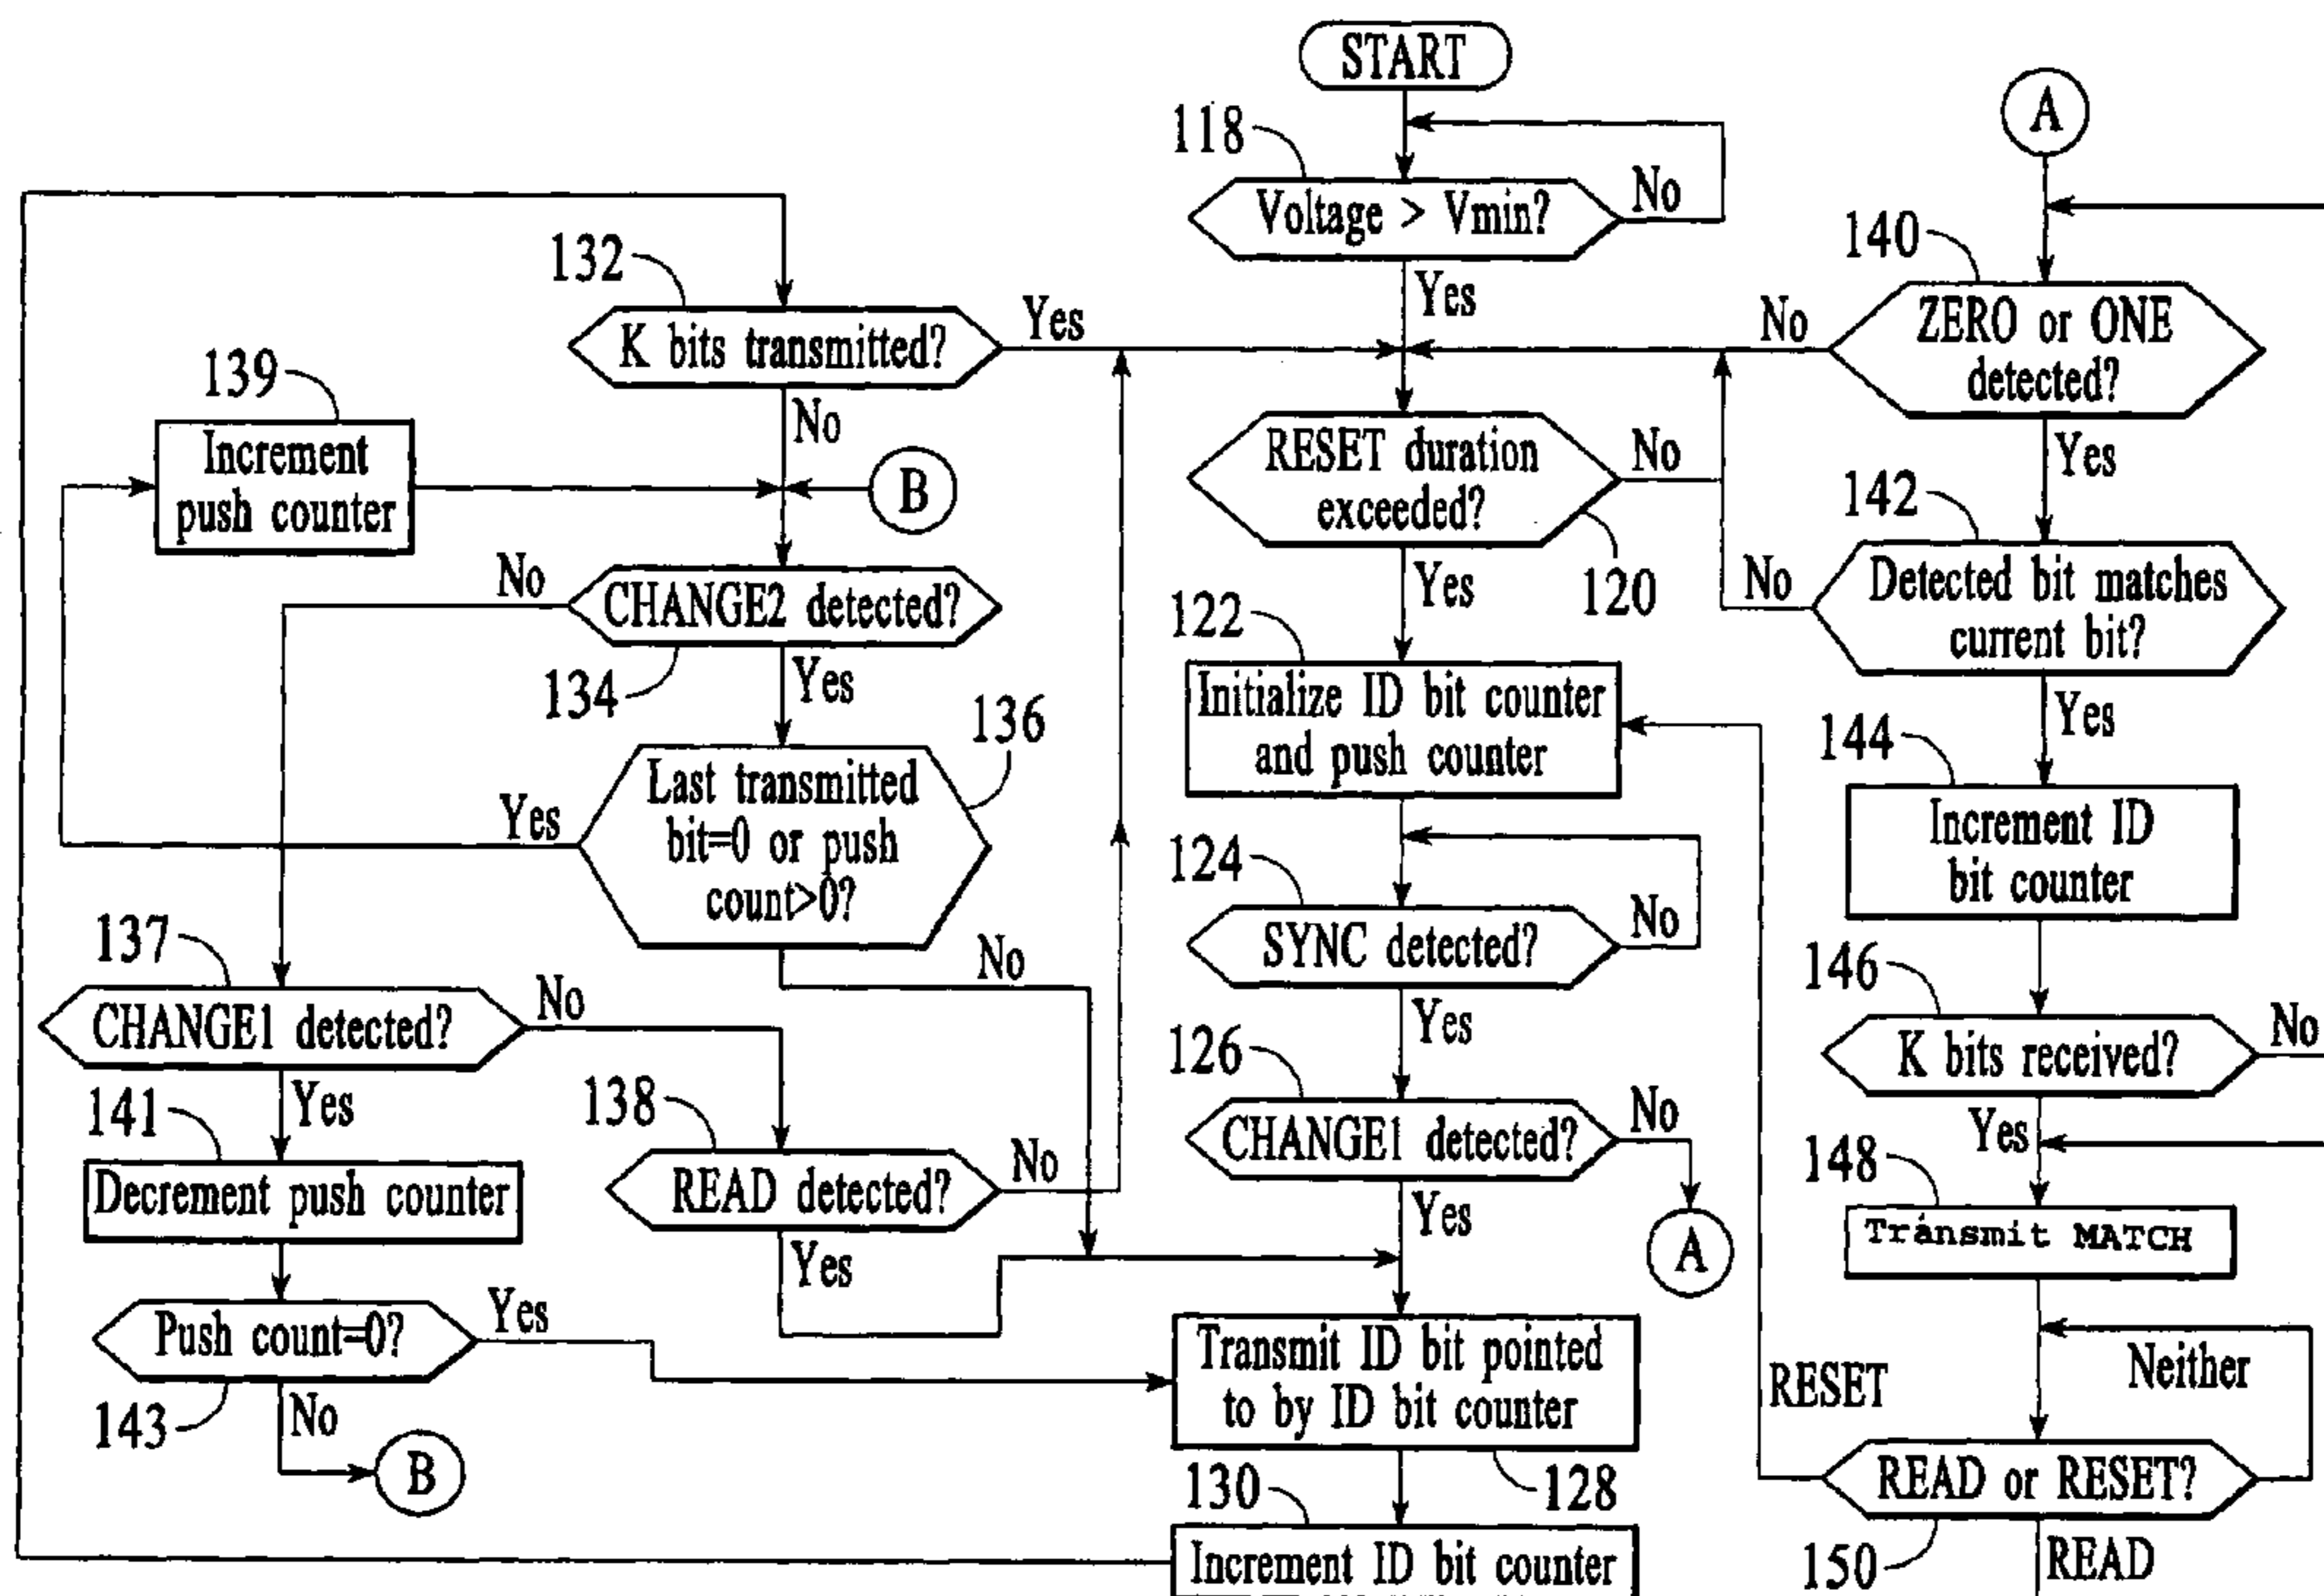 START
A
118
Voltage > Vmin?
No
Yes
132
K bits transmitted?
Yes
No
140
ZERO or ONE
detected?
No
Yes
139
Increment
push counter
B
RESET duration
exceeded?
No
Yes
120
142
Detected bit matches
current bit?
No
Yes
CHANGE2 detected?
No
Yes
134
122
Initialize ID bit counter
and push counter
136
Last transmitted
bit=0 or push
count>0?
Yes
No
144
Increment ID
bit counter
124
SYNC detected?
No
Yes
137
CHANGE1 detected?
No
Yes
146
K bits received?
No
Yes
126
CHANGE1 detected?
No
Yes
A
138
READ detected?
No
Yes
141
Decrement push counter
148
Transmit MATCH
Push count=0?
Yes
No
143
B
Transmit ID bit pointed
to by ID bit counter
128
RESET
Neither
READ or RESET?
150
READ
130
Increment ID bit counter